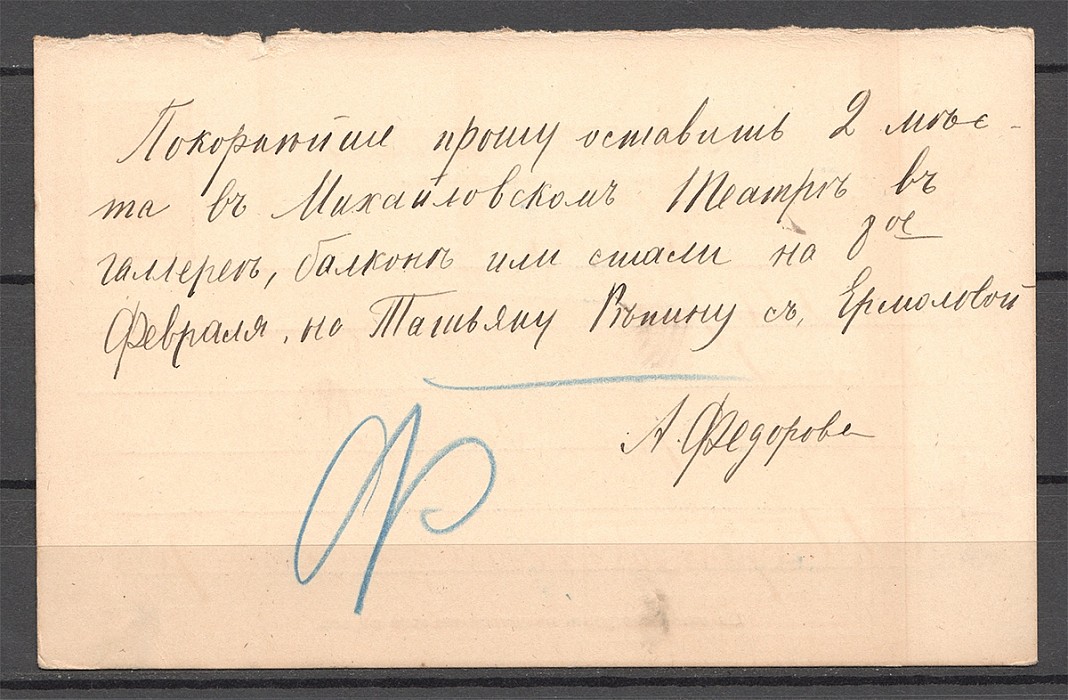 Покорнѣйше прошу оставить 2 мѣс-
та въ Михайловскомъ Театрѣ въ
галлереѣ, балконѣ или стали на 8ое
Февраля, на Татьяну Рѣпину съ, Ермоловой
А. Федорова